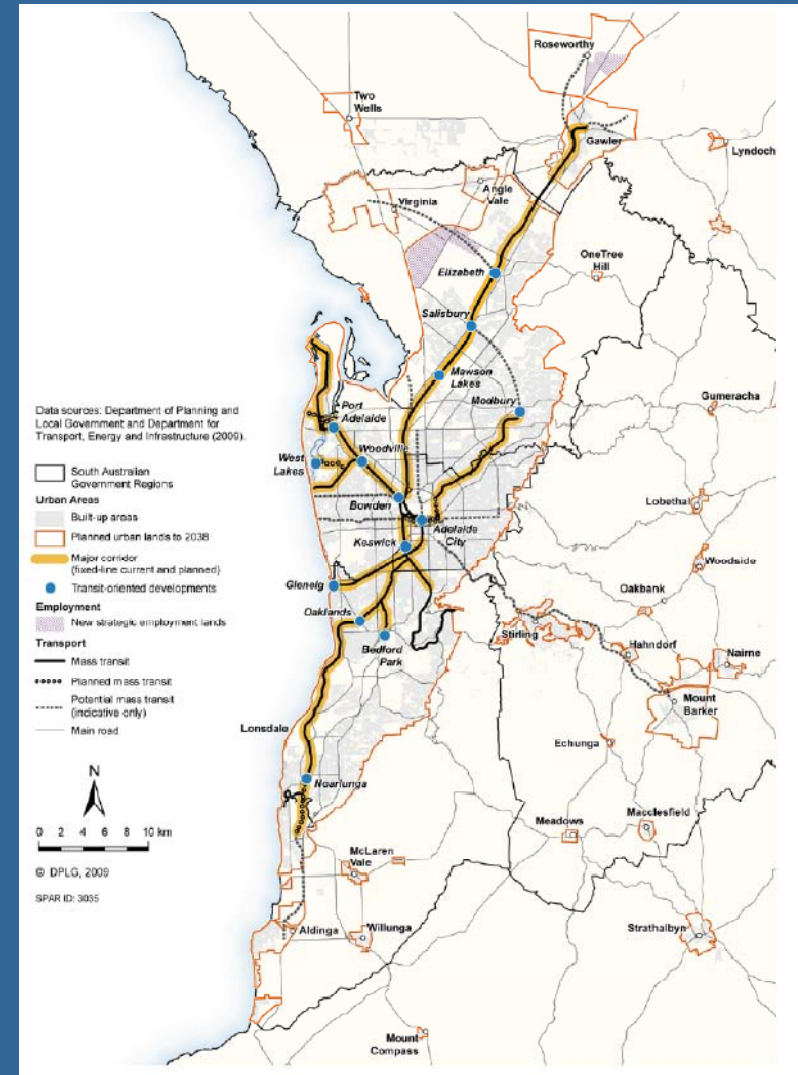 Roseworthy
Two
Wells
Gawler
Lyndoch
Angle
Vale
Virginia
OneTree
Hill
Elizabeth
Salisbury
Mawson
Lakes
Modbury
Gumeracha
Data sources: Department of Planning and
Local Government and Department for
Transport, Energy and Infrastructure (2009).
Port
Adelaide
West
Lakes
Woodville
South Australian
Government Regions
Urban Areas
Built-up areas
Planned urban lands to 2038
Major corridor
(fixed-line current and planned)
Transit-oriented developments
Employment
New strategic employment lands
Transport
Mass transit
Planned mass transit
Potential mass transit
(indicative only)
Main road
Bowden
Adelaide
City
Keswick
Lobethal
Woodside
Glenelg
Oakbank
Oaklands
Stirling
Hahndorf
Nairne
Bedford
Park
Mount
Barker
Lonsdale
Echunga
Noarlunga
N
0 2 4 6 8 10 km
Meadows
Macclesfield
© DPLG, 2009
SPAR ID: 3035
McLaren
Vale
Aldinga
Willunga
Strathalbyn
Mount
Compass